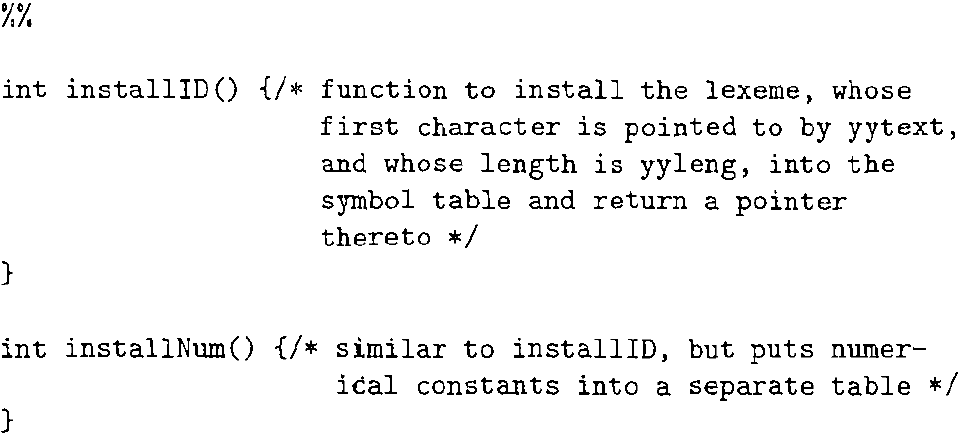 %%
int installID() {/* function to install the lexeme, whose
first character is pointed to by yytext,
and whose length is yyleng, into the
symbol table and return a pointer
thereto */
}
int installNum() {/* similar to installID, but puts numer-
ical constants into a separate table */
}